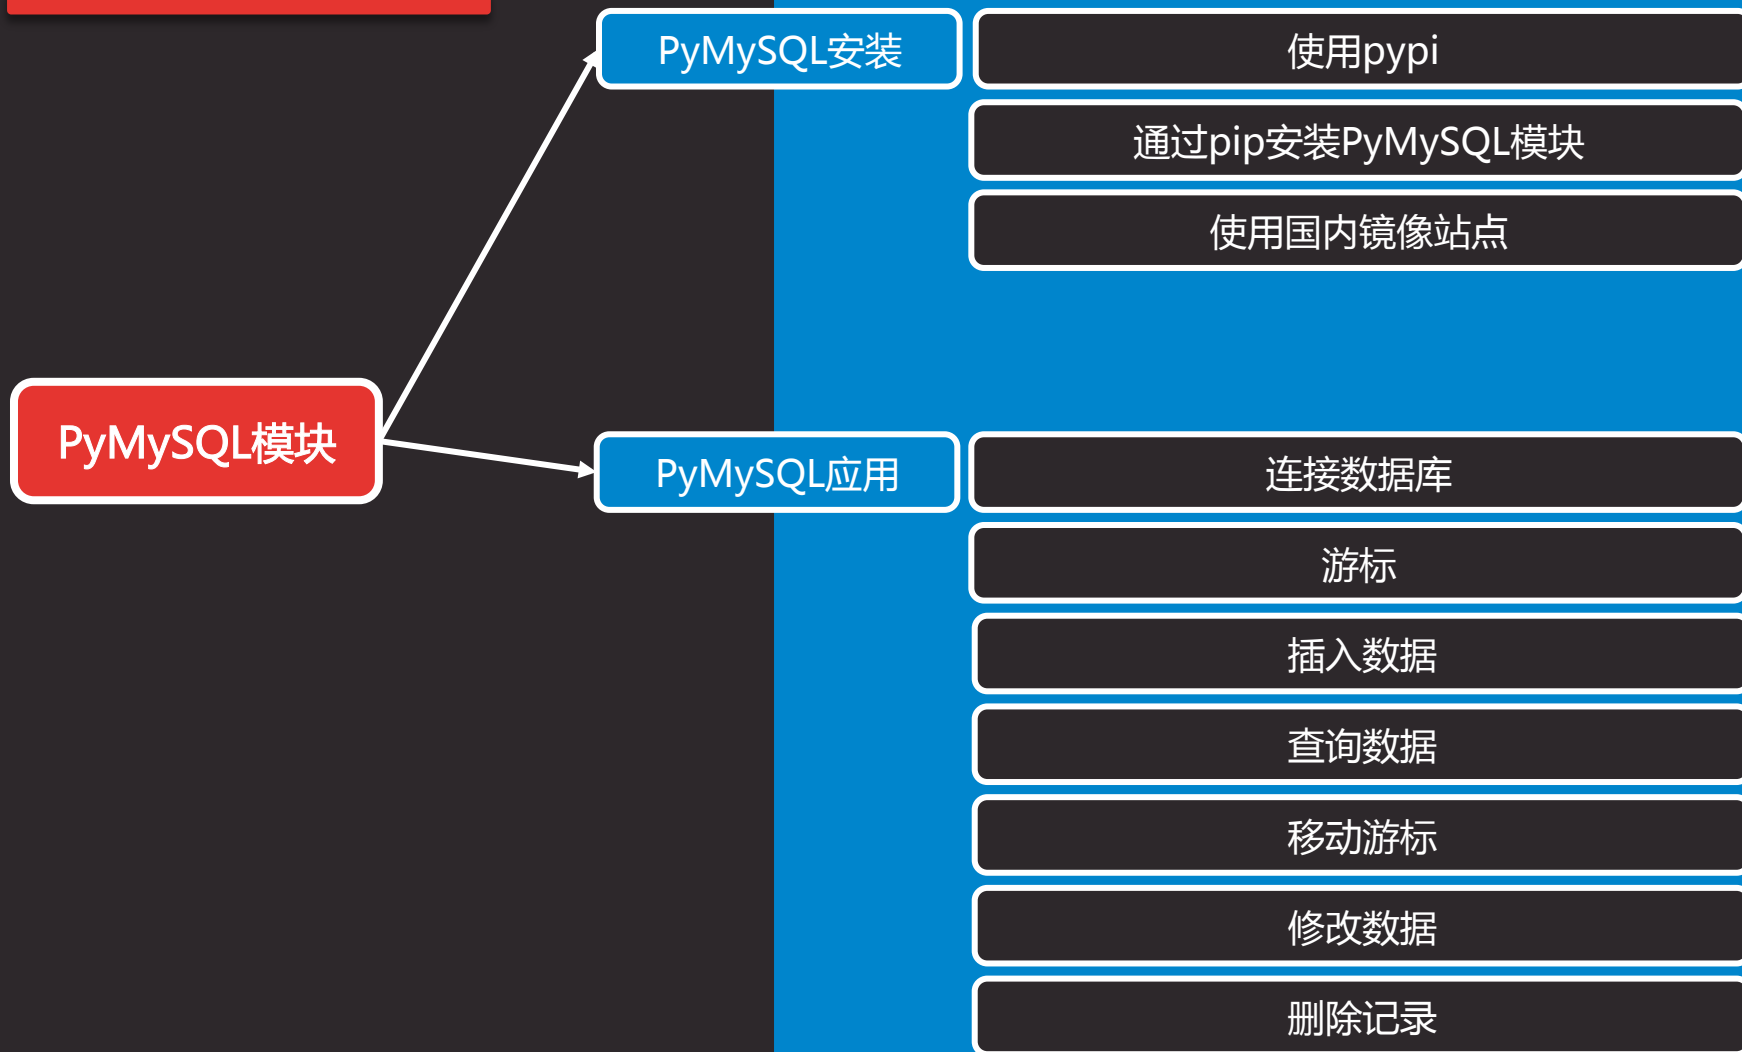 PyMySQL模块
PyMySQL安装
使用pypi
通过pip安装PyMySQL模块
使用国内镜像站点
PyMySQL应用
连接数据库
游标
插入数据
查询数据
移动游标
修改数据
删除记录